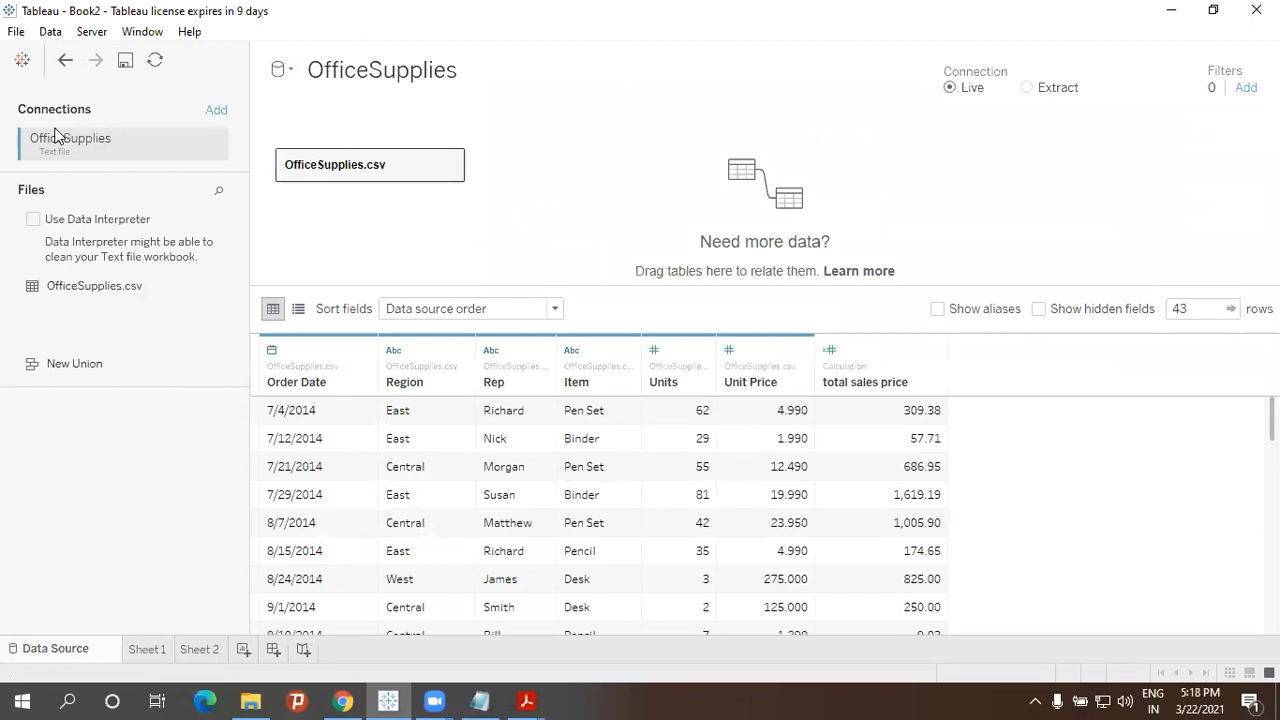 Tableau - Book2 - Tableau license expires in 9 days
File Data Server Window Help
OfficeSupplies
Connection
Live Extract
Filters
0 Add
Connections Add
OfficeSupplies
Text file
OfficeSupplies.csv
Files
Use Data Interpreter
Data Interpreter might be able to
clean your Text file workbook.
OfficeSupplies.csv
New Union
Need more data?
Drag tables here to relate them. Learn more
Sort fields Data source order Show aliases Show hidden fields 43 rows
Abc Abc Abc
OfficeSupplies.csv OfficeSupplies.csv OfficeSupplies... OfficeSupplies.c... OfficeSupplie... OfficeSupplies.csv Calculation
Order Date Region Rep Item Units Unit Price total sales price
7/4/2014 East Richard Pen Set 62 4.990 309.38
7/12/2014 East Nick Binder 29 1.990 57.71
7/21/2014 Central Morgan Pen Set 55 12.490 686.95
7/29/2014 East Susan Binder 81 19.990 1,619.19
8/7/2014 Central Matthew Pen Set 42 23.950 1,005.90
8/15/2014 East Richard Pencil 35 4.990 174.65
8/24/2014 West James Desk 3 275.000 825.00
9/1/2014 Central Smith Desk 2 125.000 250.00
Data Source Sheet 1 Sheet 2
ENG
IN
5:18 PM
3/22/2021